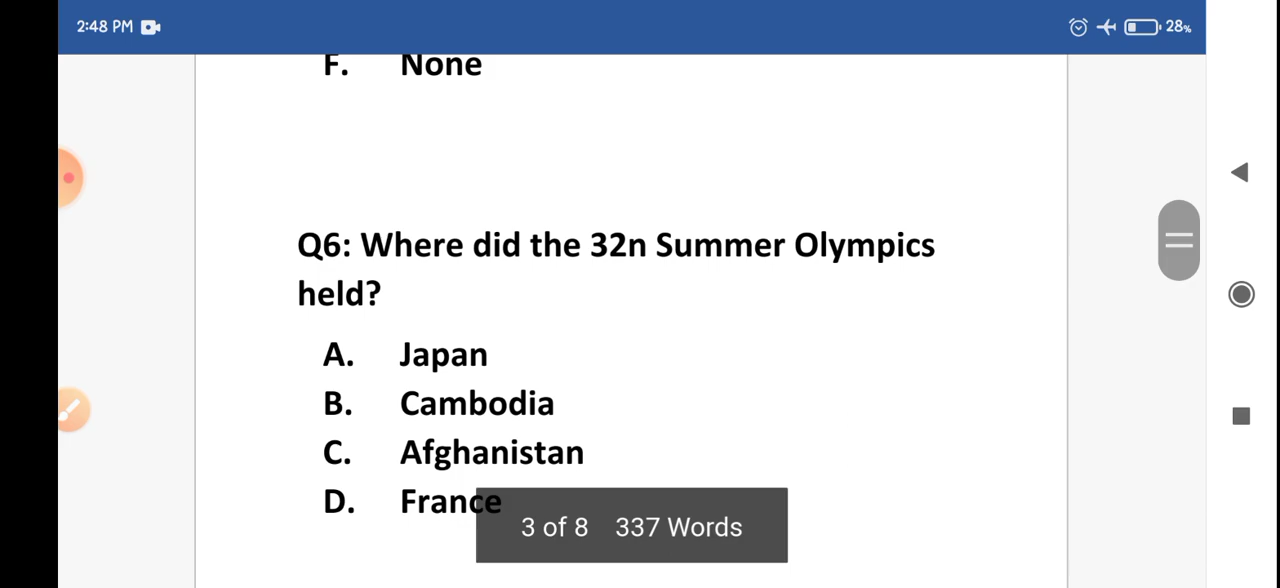 2:48 PM 28%
F. None
Q6: Where did the 32n Summer Olympics
held?
A. Japan
B. Cambodia
C. Afghanistan
D. France
3 of 8 337 Words